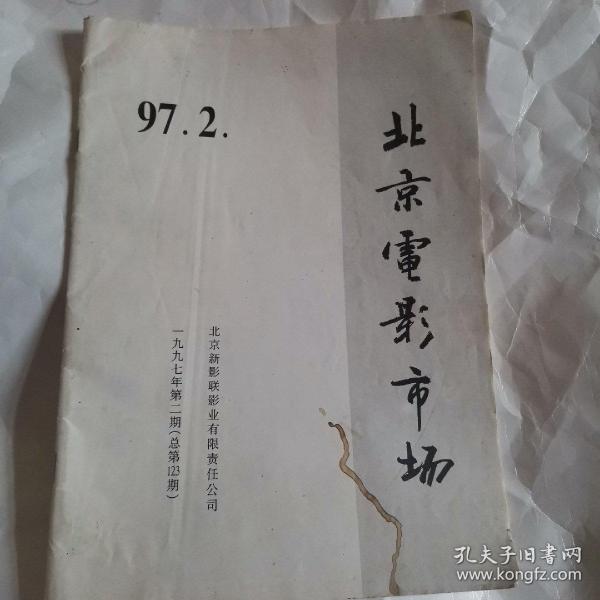 97.2.
北京電影市场
北京新影联影业有限责任公司
一九九七年第二期(总第123期)
孔夫子旧书网
www.kongfz.com